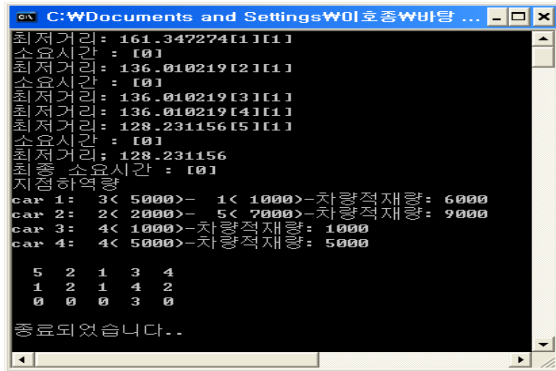 C:₩Documents and Settings₩이호종₩바탕 ...
최저거리: 161.347274[1][1]
소요시간 : [0]
최저거리: 136.010219[2][1]
소요시간 : [0]
최저거리: 136.010219[3][1]
최저거리: 136.010219[4][1]
최저거리: 128.231156[5][1]
소요시간 : [0]
최저거리; 128.231156
최종 소요시간 : [0]
지점하역량
car 1:  3( 5000)-  1( 1000)-차량적재량: 6000
car 2:  2( 2000)-  5( 7000)-차량적재량: 9000
car 3:  4( 1000)-차량적재량: 1000
car 4:  4( 5000)-차량적재량: 5000
5 2 1 3 4
1 2 1 4 2
0 0 0 3 0
종료되었습니다..